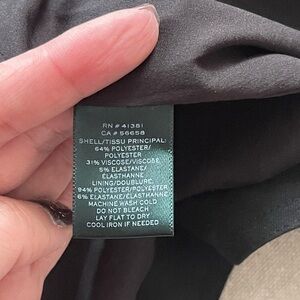 RN # 41381
CA # 56658
SHELL/TISSU PRINCIPAL:
64% POLYESTER/
POLYESTER
31% VISCOSE/VISCOSE
5% ELASTANE/
ELASTHANNE
LINING/DOUBLURE:
94% POLYESTER/POLYESTER
6% ELASTANE/ELASTHANNE
MACHINE WASH COLD
DO NOT BLEACH
LAY FLAT TO DRY
COOL IRON IF NEEDED